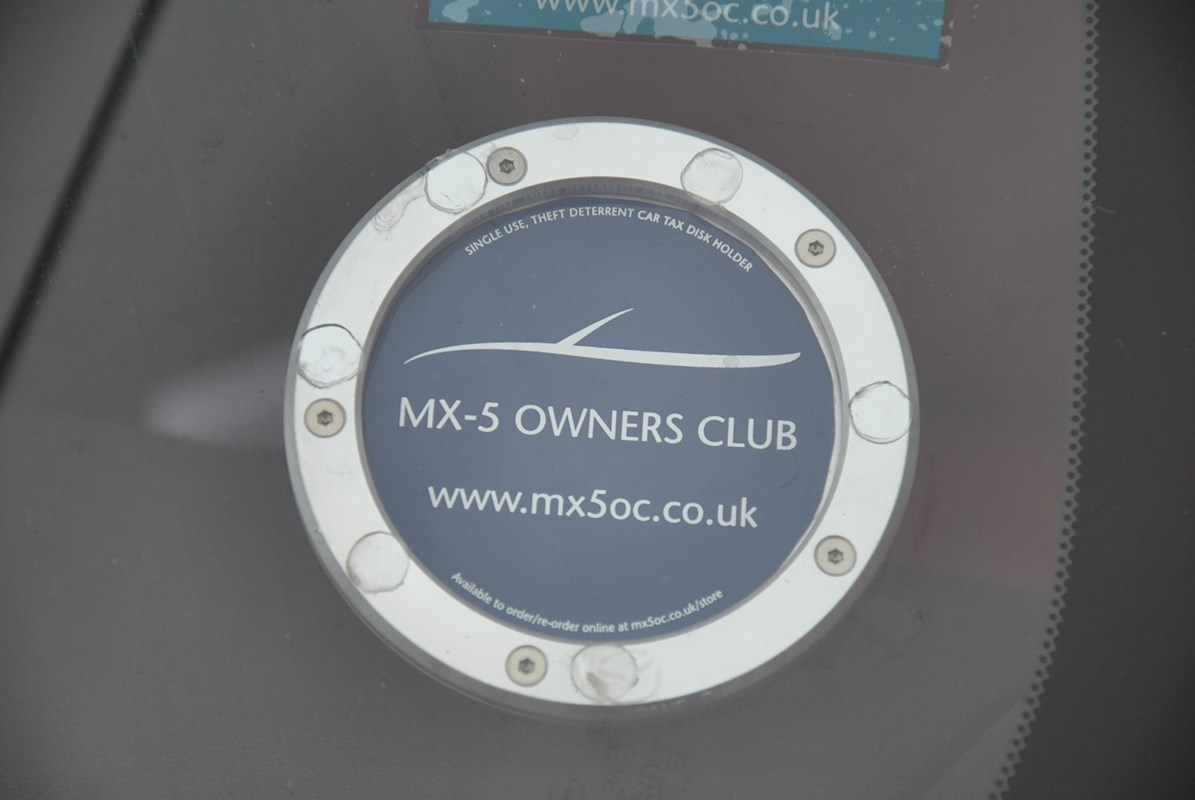 www.mx5oc.co.uk
SINGLE USE, THEFT DETERRENT CAR TAX DISK HOLDER
MX-5 OWNERS CLUB
www.mx5oc.co.uk
Available to order/re-order online at mx5oc.co.uk/store